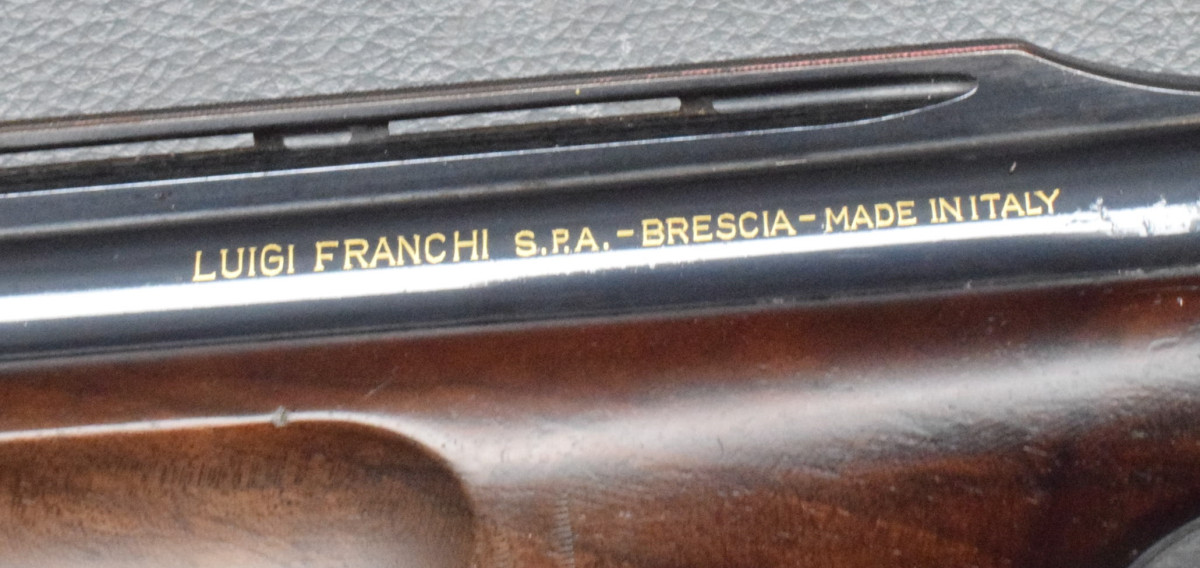 LUIGI FRANCHI S.P.A. - BRESCIA - MADE IN ITALY